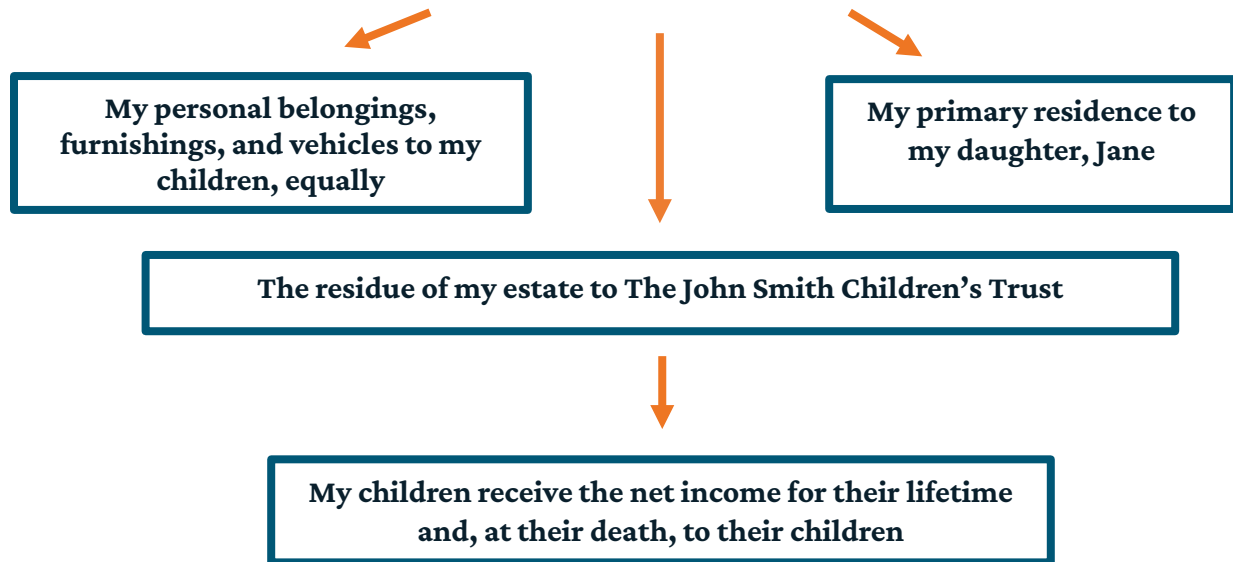 My personal belongings,
furnishings, and vehicles to my
children, equally
My primary residence to
my daughter, Jane
The residue of my estate to The John Smith Children’s Trust
My children receive the net income for their lifetime
and, at their death, to their children